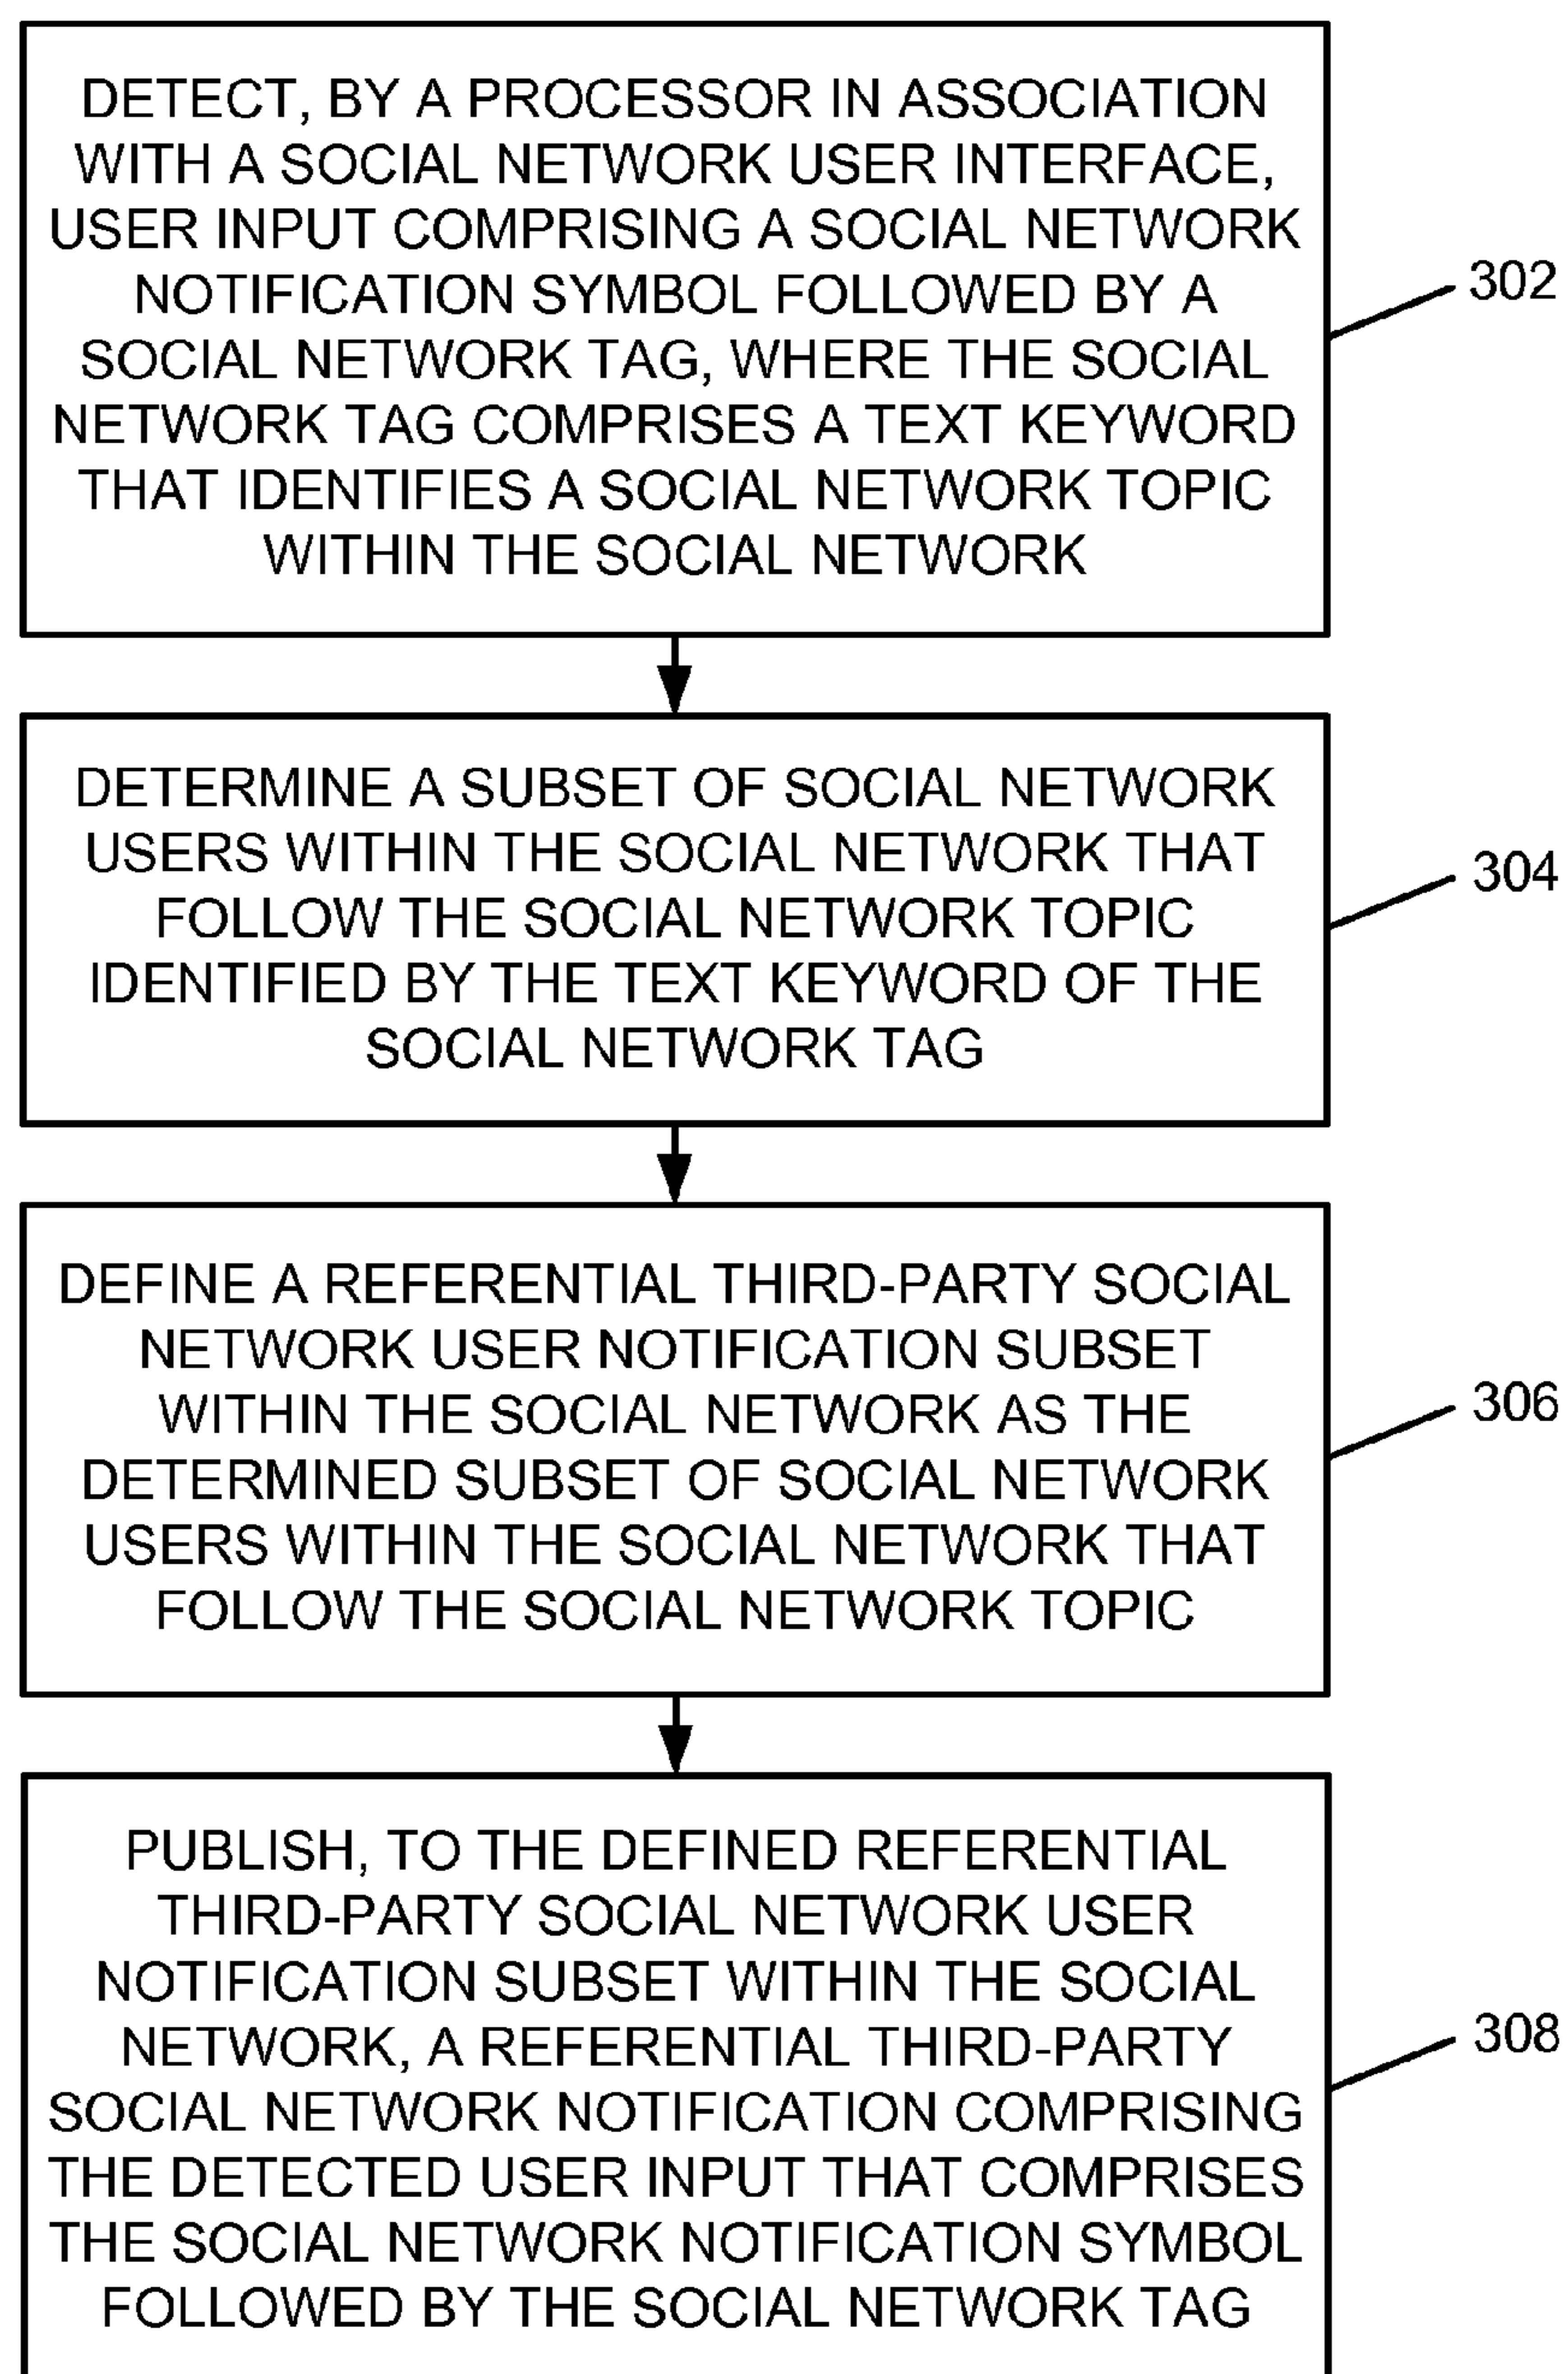 DETECT, BY A PROCESSOR IN ASSOCIATION
WITH A SOCIAL NETWORK USER INTERFACE,
USER INPUT COMPRISING A SOCIAL NETWORK
NOTIFICATION SYMBOL FOLLOWED BY A
SOCIAL NETWORK TAG, WHERE THE SOCIAL
NETWORK TAG COMPRISES A TEXT KEYWORD
THAT IDENTIFIES A SOCIAL NETWORK TOPIC
WITHIN THE SOCIAL NETWORK
302
DETERMINE A SUBSET OF SOCIAL NETWORK
USERS WITHIN THE SOCIAL NETWORK THAT
FOLLOW THE SOCIAL NETWORK TOPIC
IDENTIFIED BY THE TEXT KEYWORD OF THE
SOCIAL NETWORK TAG
304
DEFINE A REFERENTIAL THIRD-PARTY SOCIAL
NETWORK USER NOTIFICATION SUBSET
WITHIN THE SOCIAL NETWORK AS THE
DETERMINED SUBSET OF SOCIAL NETWORK
USERS WITHIN THE SOCIAL NETWORK THAT
FOLLOW THE SOCIAL NETWORK TOPIC
306
PUBLISH, TO THE DEFINED REFERENTIAL
THIRD-PARTY SOCIAL NETWORK USER
NOTIFICATION SUBSET WITHIN THE SOCIAL
NETWORK, A REFERENTIAL THIRD-PARTY
SOCIAL NETWORK NOTIFICATION COMPRISING
THE DETECTED USER INPUT THAT COMPRISES
THE SOCIAL NETWORK NOTIFICATION SYMBOL
FOLLOWED BY THE SOCIAL NETWORK TAG
308